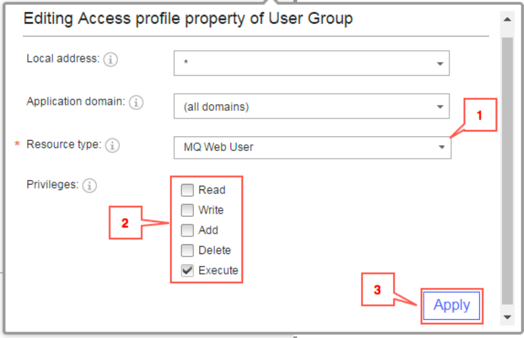 Editing Access profile property of User Group
Local address:
*
Application domain:
(all domains)
1
* Resource type:
MQ Web User
Privileges:
Read
Write
2
Add
Delete
Execute
3
Apply